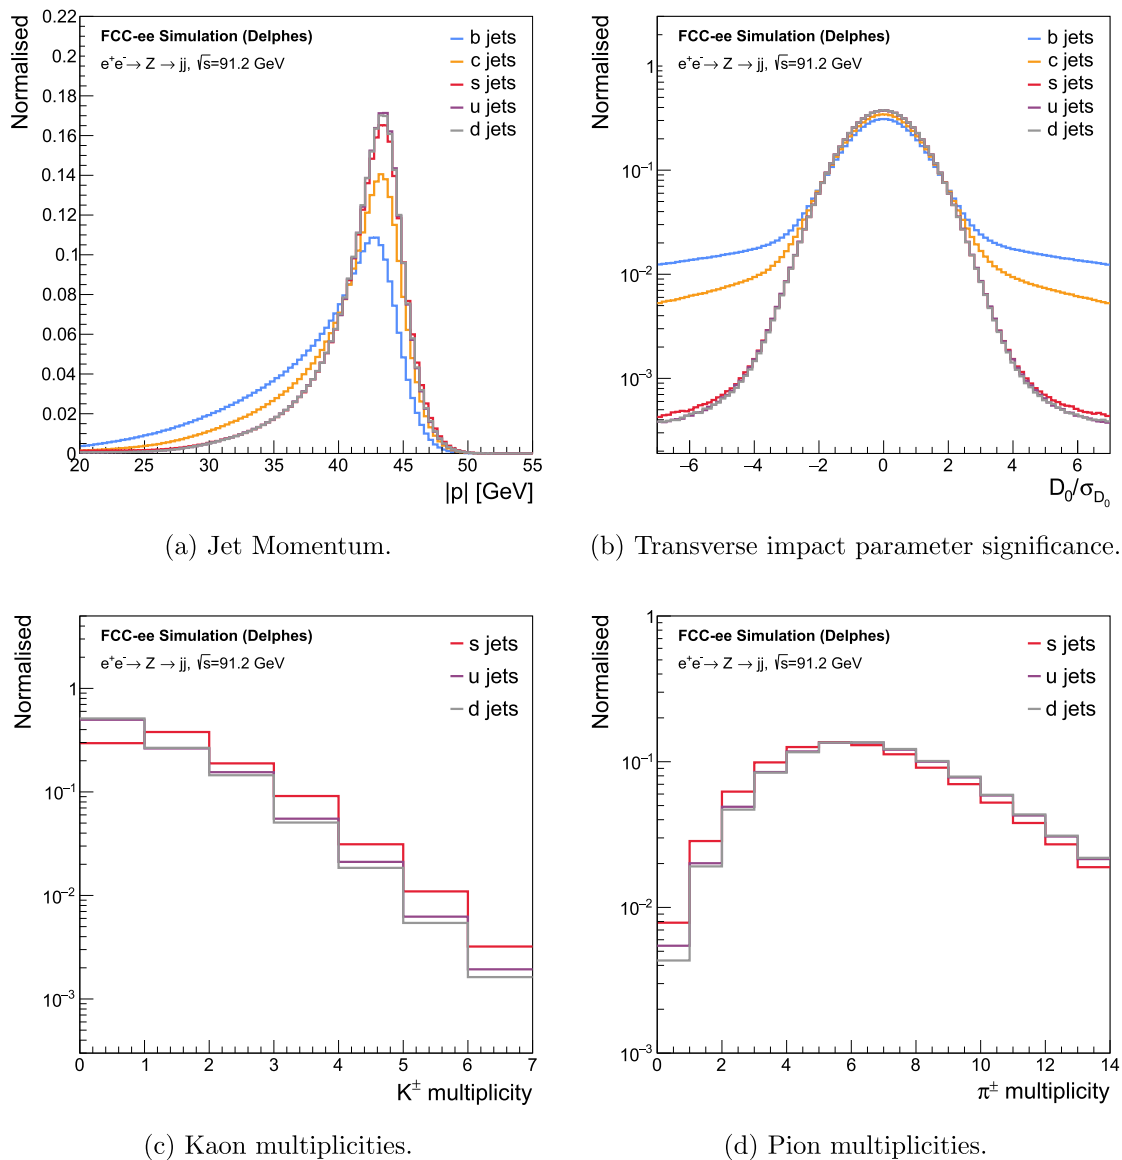 Normalised
0.22
0.2
0.18
0.16
0.14
0.12
0.1
0.08
0.06
0.04
0.02
0
FCC-ee Simulation (Delphes)
e⁺e⁻→ Z → jj, √s=91.2 GeV
b jets
c jets
s jets
u jets
d jets
20 25 30 35 40 45 50 55
|p| [GeV]
(a) Jet Momentum.
Normalised
1
10⁻¹
10⁻²
10⁻³
FCC-ee Simulation (Delphes)
e⁺e⁻→ Z → jj, √s=91.2 GeV
b jets
c jets
s jets
u jets
d jets
−6 −4 −2 0 2 4 6
D₀/σ_D₀
(b) Transverse impact parameter significance.
Normalised
1
10⁻¹
10⁻²
10⁻³
FCC-ee Simulation (Delphes)
e⁺e⁻→ Z → jj, √s=91.2 GeV
s jets
u jets
d jets
0 1 2 3 4 5 6 7
K± multiplicity
(c) Kaon multiplicities.
Normalised
1
10⁻¹
10⁻²
10⁻³
FCC-ee Simulation (Delphes)
e⁺e⁻→ Z → jj, √s=91.2 GeV
s jets
u jets
d jets
0 2 4 6 8 10 12 14
π± multiplicity
(d) Pion multiplicities.